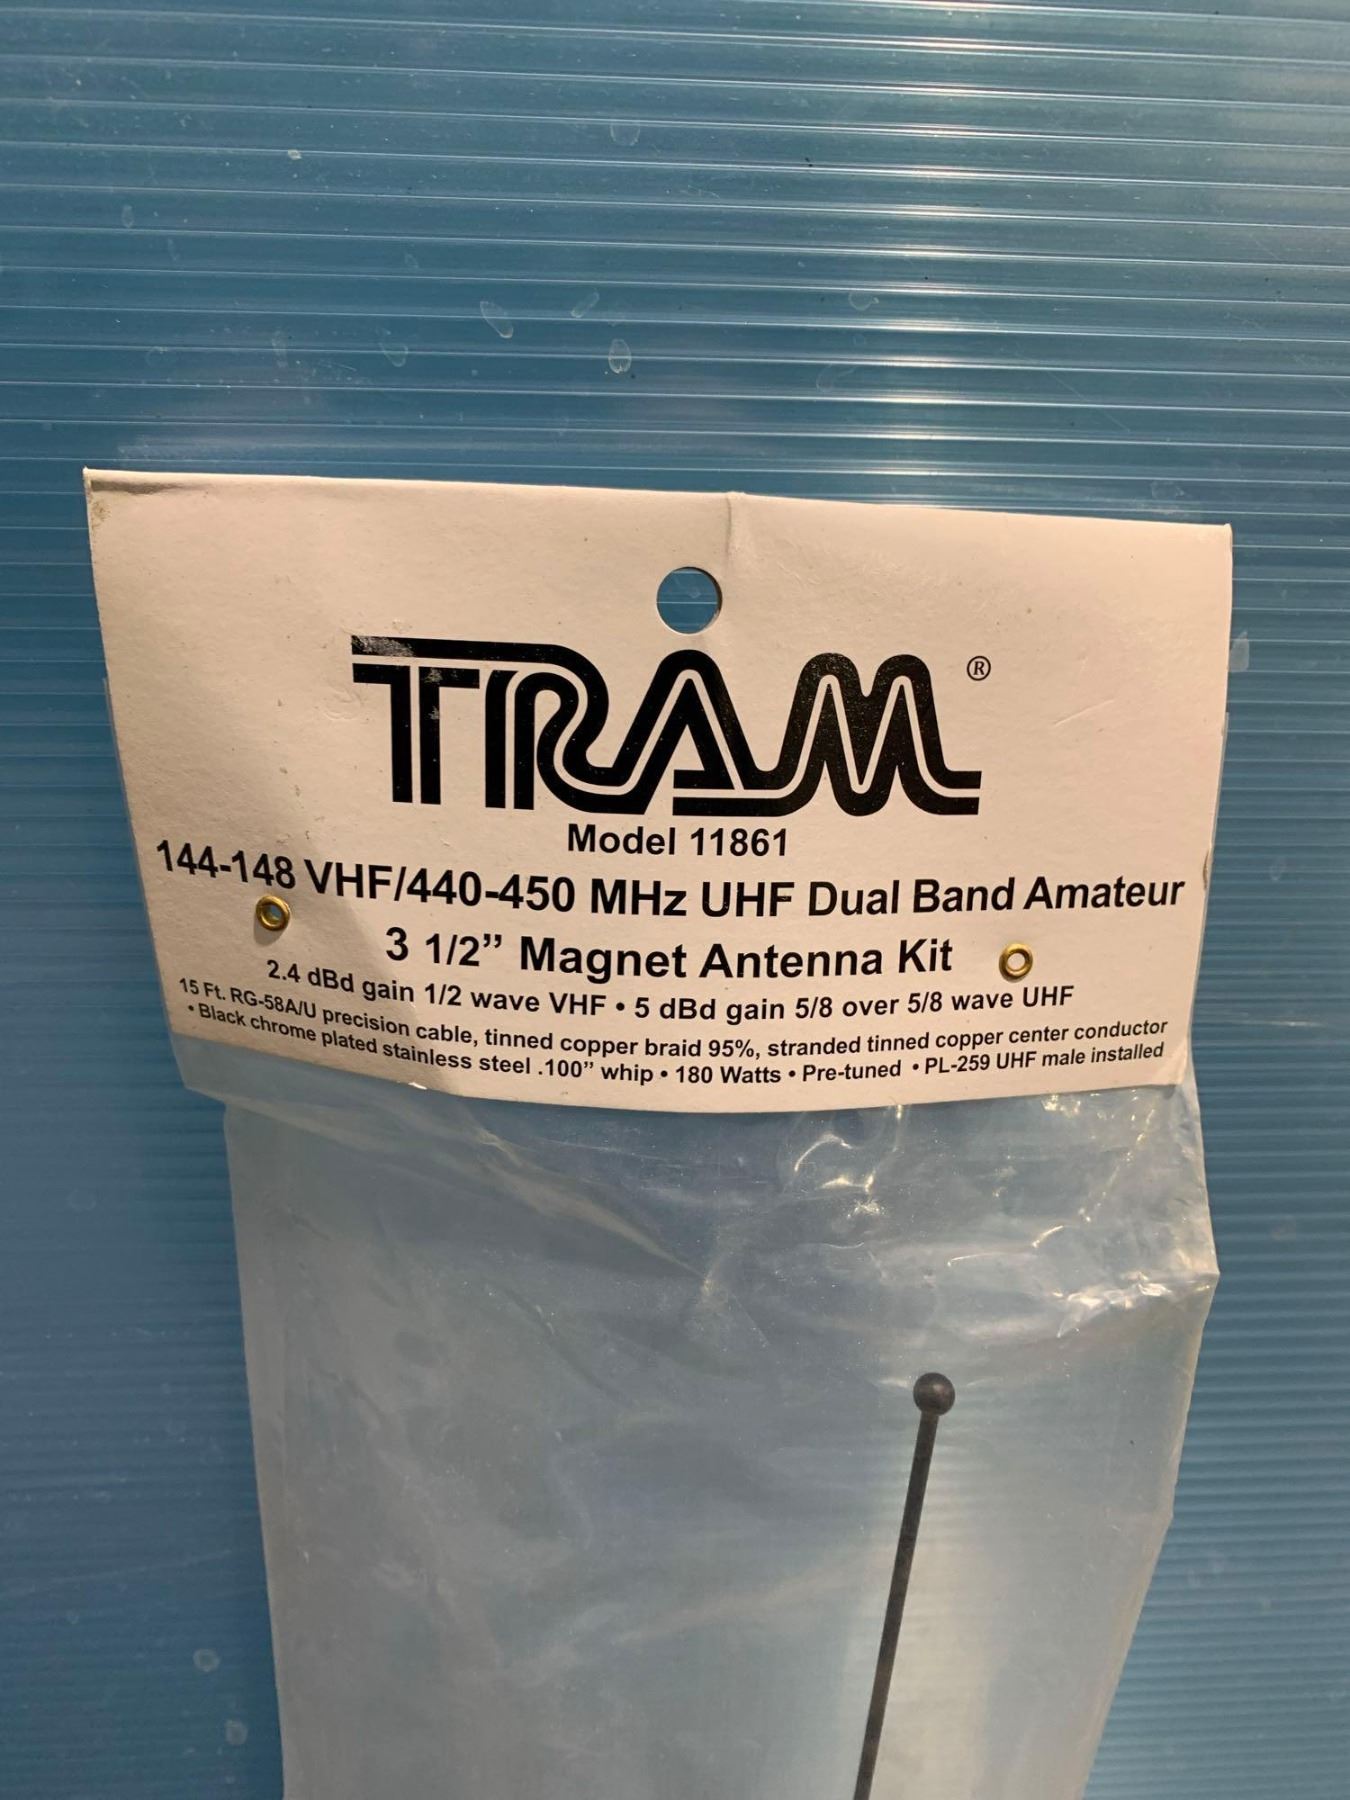 TRAM®
Model 11861
144-148 VHF/440-450 MHz UHF Dual Band Amateur
3 1/2” Magnet Antenna Kit
2.4 dBd gain 1/2 wave VHF • 5 dBd gain 5/8 over 5/8 wave UHF
15 Ft. RG-58A/U precision cable, tinned copper braid 95%, stranded tinned copper center conductor
• Black chrome plated stainless steel .100” whip • 180 Watts • Pre-tuned • PL-259 UHF male installed